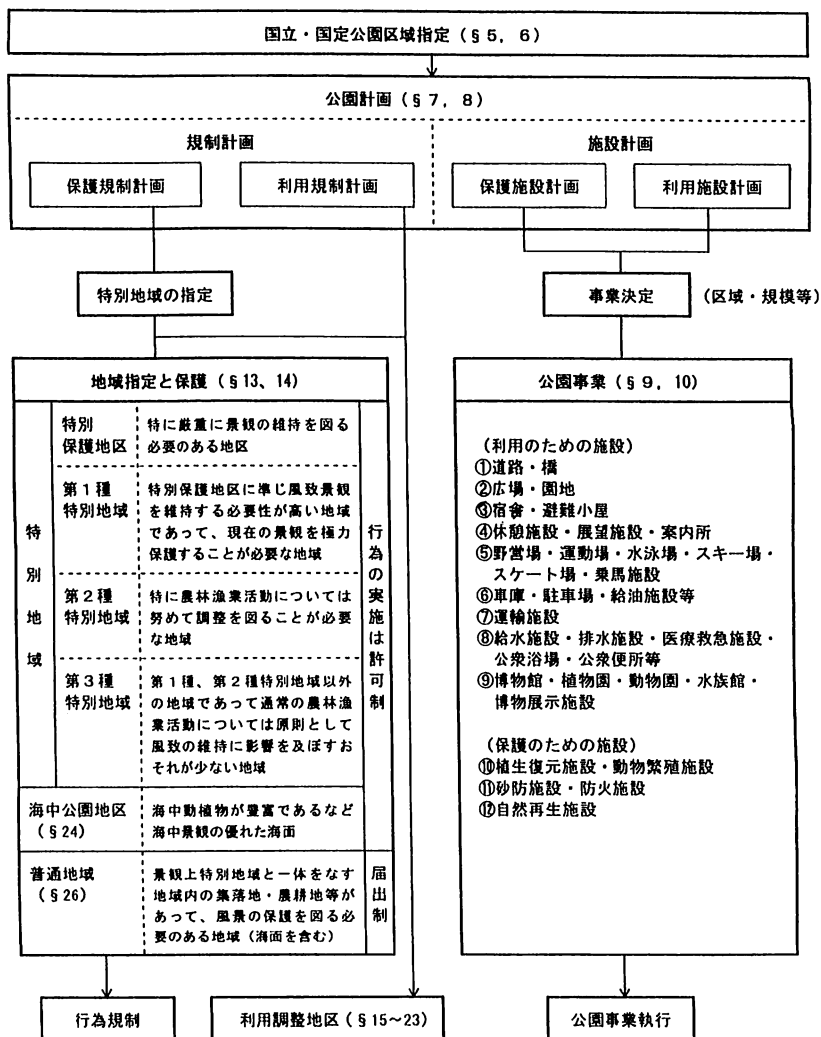 国立・国定公園区域指定（§5，6）
公園計画（§7，8）
規制計画
施設計画
保護規制計画
利用規制計画
保護施設計画
利用施設計画
特別地域の指定
事業決定
（区域・規模等）
地域指定と保護（§13、14）
特別地域
特別
保護地区
特に厳重に景観の維持を図る
必要のある地区
第１種
特別地域
特別保護地区に準じ風致景観
を維持する必要性が高い地域
であって、現在の景観を極力
保護することが必要な地域
第２種
特別地域
特に農林漁業活動については
努めて調整を図ることが必要
な地域
第３種
特別地域
第１種、第２種特別地域以外
の地域であって通常の農林漁
業活動については原則として
風致の維持に影響を及ぼすお
それが少ない地域
行為の実施は許可制
海中公園地区
（§24）
海中動植物が豊富であるなど
海中景観の優れた海面
普通地域
（§26）
景観上特別地域と一体をなす
地域内の集落地・農耕地等が
あって、風景の保護を図る必
要のある地域（海面を含む）
届出制
公園事業（§9，10）
（利用のための施設）
①道路・橋
②広場・園地
③宿舎・避難小屋
④休憩施設・展望施設・案内所
⑤野営場・運動場・水泳場・スキー場・
スケート場・乗馬施設
⑥車庫・駐車場・給油施設等
⑦運輸施設
⑧給水施設・排水施設・医療救急施設・
公衆浴場・公衆便所等
⑨博物館・植物園・動物園・水族館・
博物展示施設
（保護のための施設）
⑩植生復元施設・動物繁殖施設
⑪砂防施設・防火施設
⑫自然再生施設
行為規制
利用調整地区（§15～23）
公園事業執行